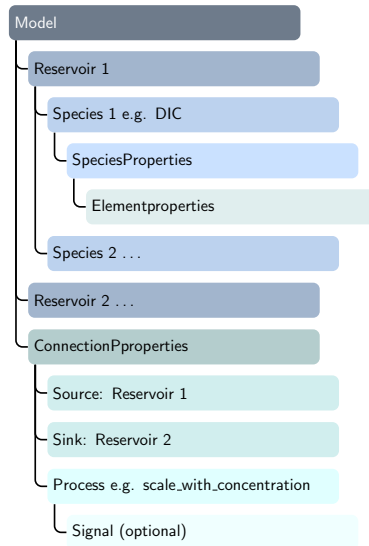 Model
Reservoir 1
Species 1 e.g. DIC
SpeciesProperties
Elementproperties
Species 2 ...
Reservoir 2 ...
ConnectionPproperties
Source: Reservoir 1
Sink: Reservoir 2
Process e.g. scale_with_concentration
Signal (optional)